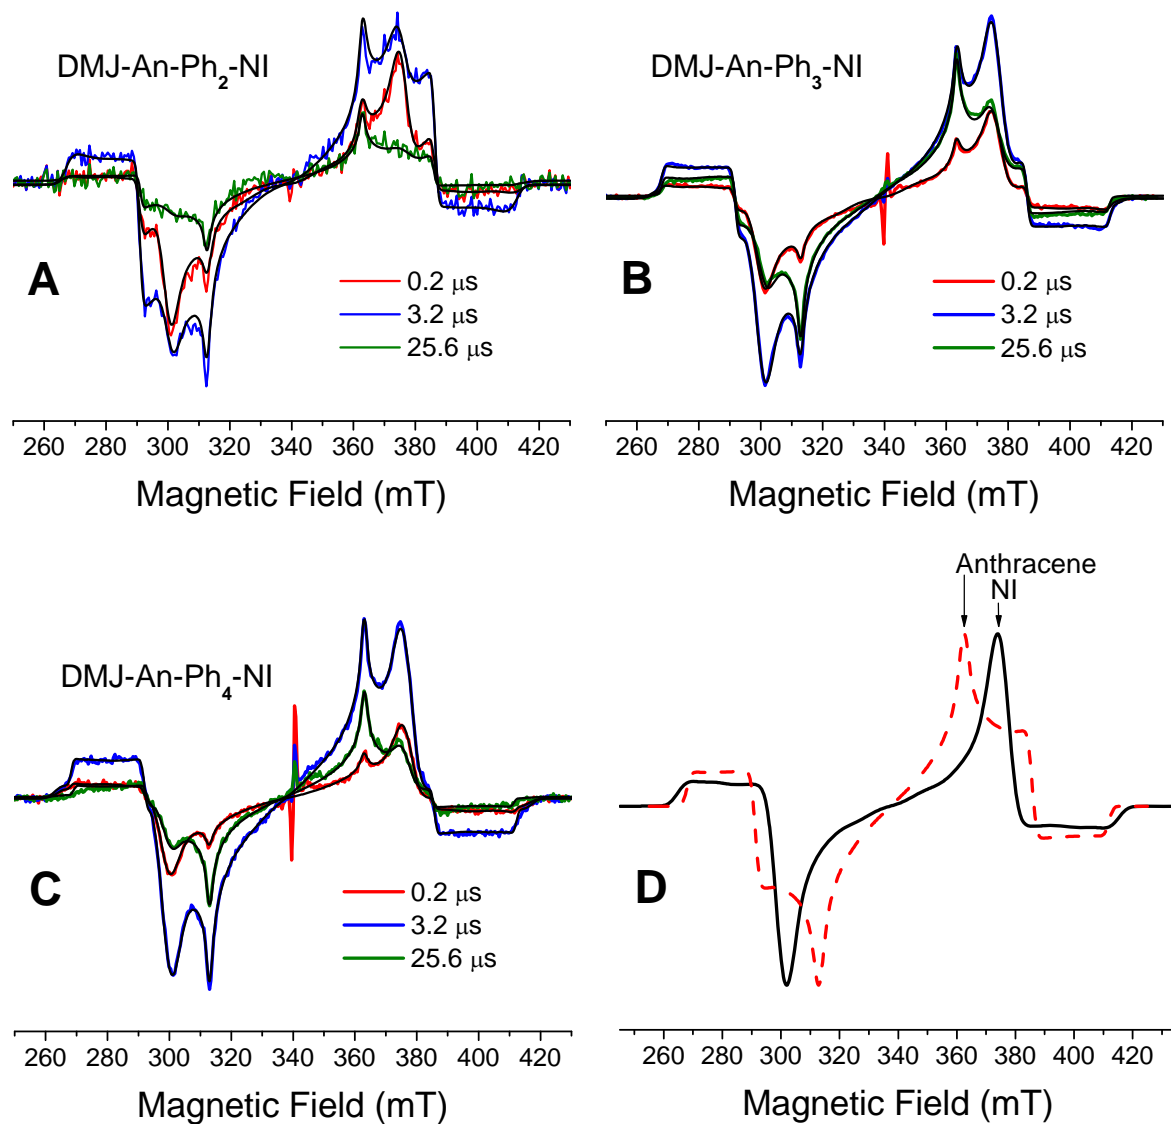 DMJ-An-Ph2-NI
A
0.2 μs
3.2 μs
25.6 μs
260 280 300 320 340 360 380 400 420
Magnetic Field (mT)
DMJ-An-Ph3-NI
B
0.2 μs
3.2 μs
25.6 μs
260 280 300 320 340 360 380 400 420
Magnetic Field (mT)
DMJ-An-Ph4-NI
C
0.2 μs
3.2 μs
25.6 μs
260 280 300 320 340 360 380 400 420
Magnetic Field (mT)
Anthracene
NI
D
260 280 300 320 340 360 380 400 420
Magnetic Field (mT)